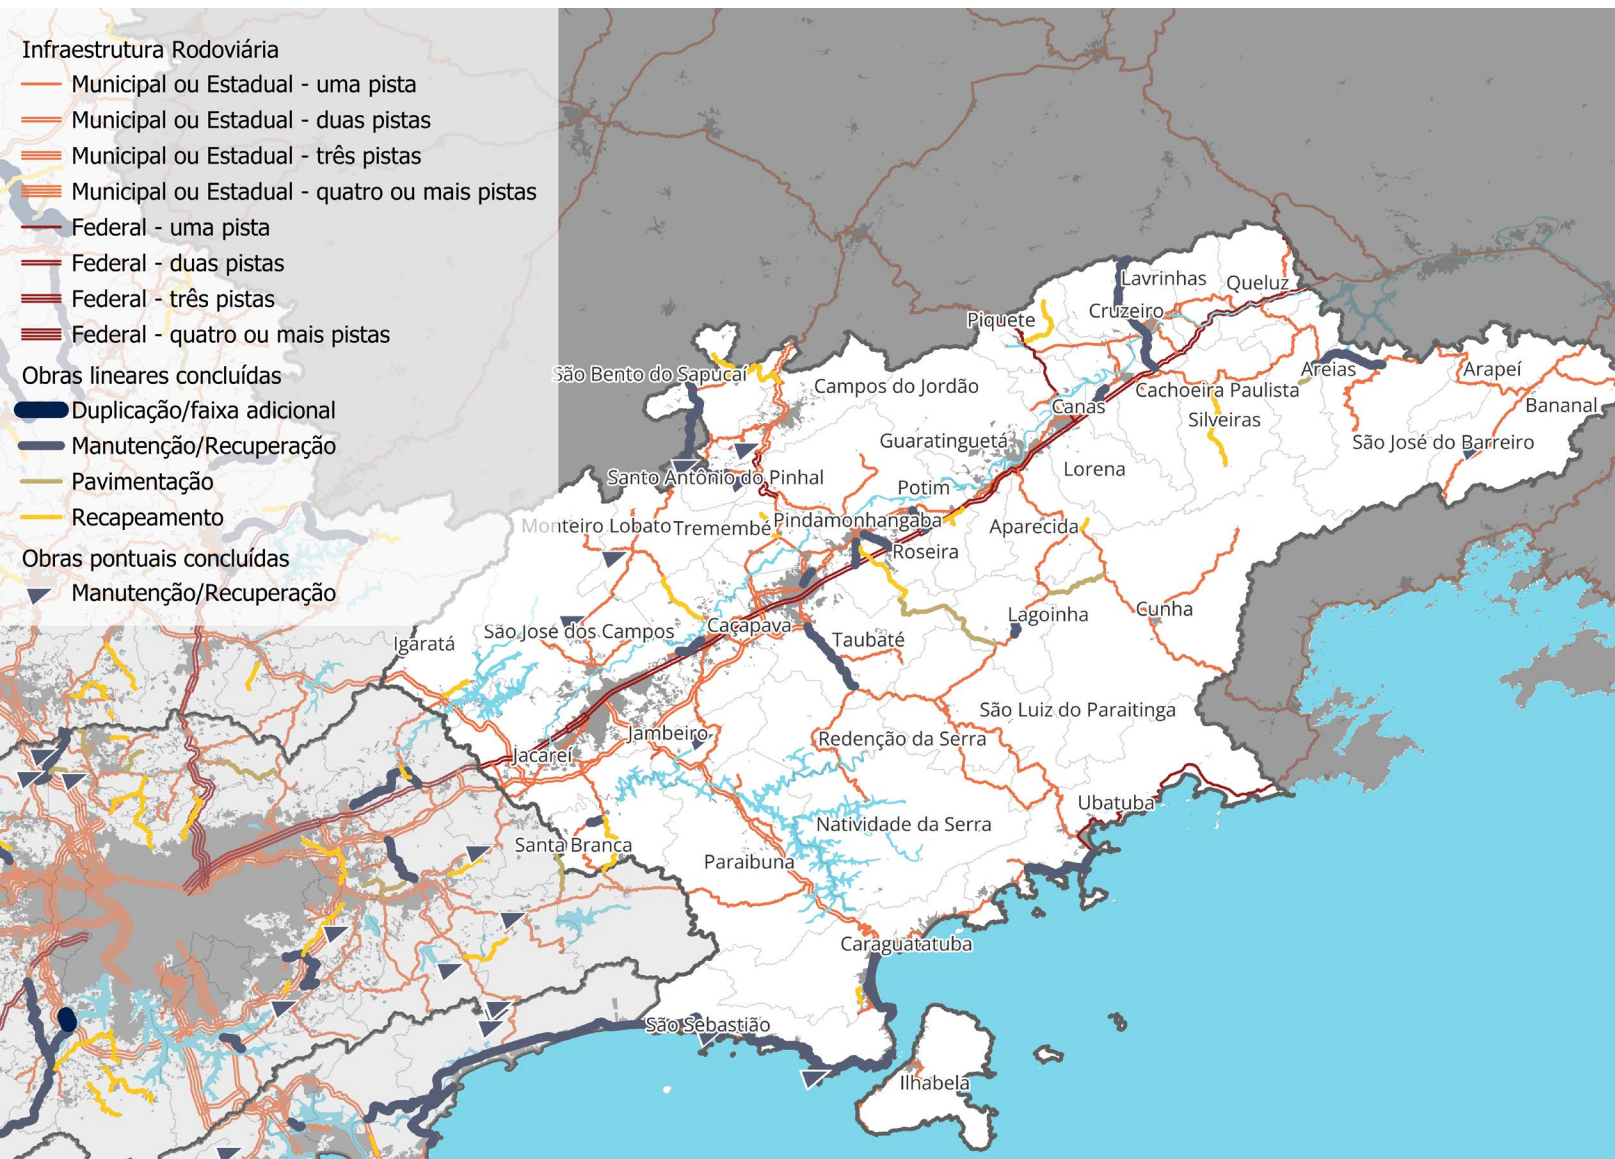 Infraestrutura Rodoviária
Municipal ou Estadual - uma pista
Municipal ou Estadual - duas pistas
Municipal ou Estadual - três pistas
Municipal ou Estadual - quatro ou mais pistas
Federal - uma pista
Federal - duas pistas
Federal - três pistas
Federal - quatro ou mais pistas
Obras lineares concluídas
Duplicação/faixa adicional
Manutenção/Recuperação
Pavimentação
Recapeamento
Obras pontuais concluídas
Manutenção/Recuperação
Lavrinhas
Queluz
Cruzeiro
Piquete
São Bento do Sapucaí
Campos do Jordão
Areias
Arapeí
Cachoeira Paulista
Canas
Bananal
Silveiras
Guaratinguetá
São José do Barreiro
Lorena
Santo Antônio do Pinhal
Potim
Monteiro Lobato
Tremembé
Pindamonhangaba
Aparecida
Roseira
Lagoinha
Cunha
Caçapava
São José dos Campos
Taubaté
Igaratá
São Luiz do Paraitinga
Jambeiro
Redenção da Serra
Jacareí
Ubatuba
Natividade da Serra
Santa Branca
Paraibuna
Caraguatatuba
São Sebastião
Ilhabela